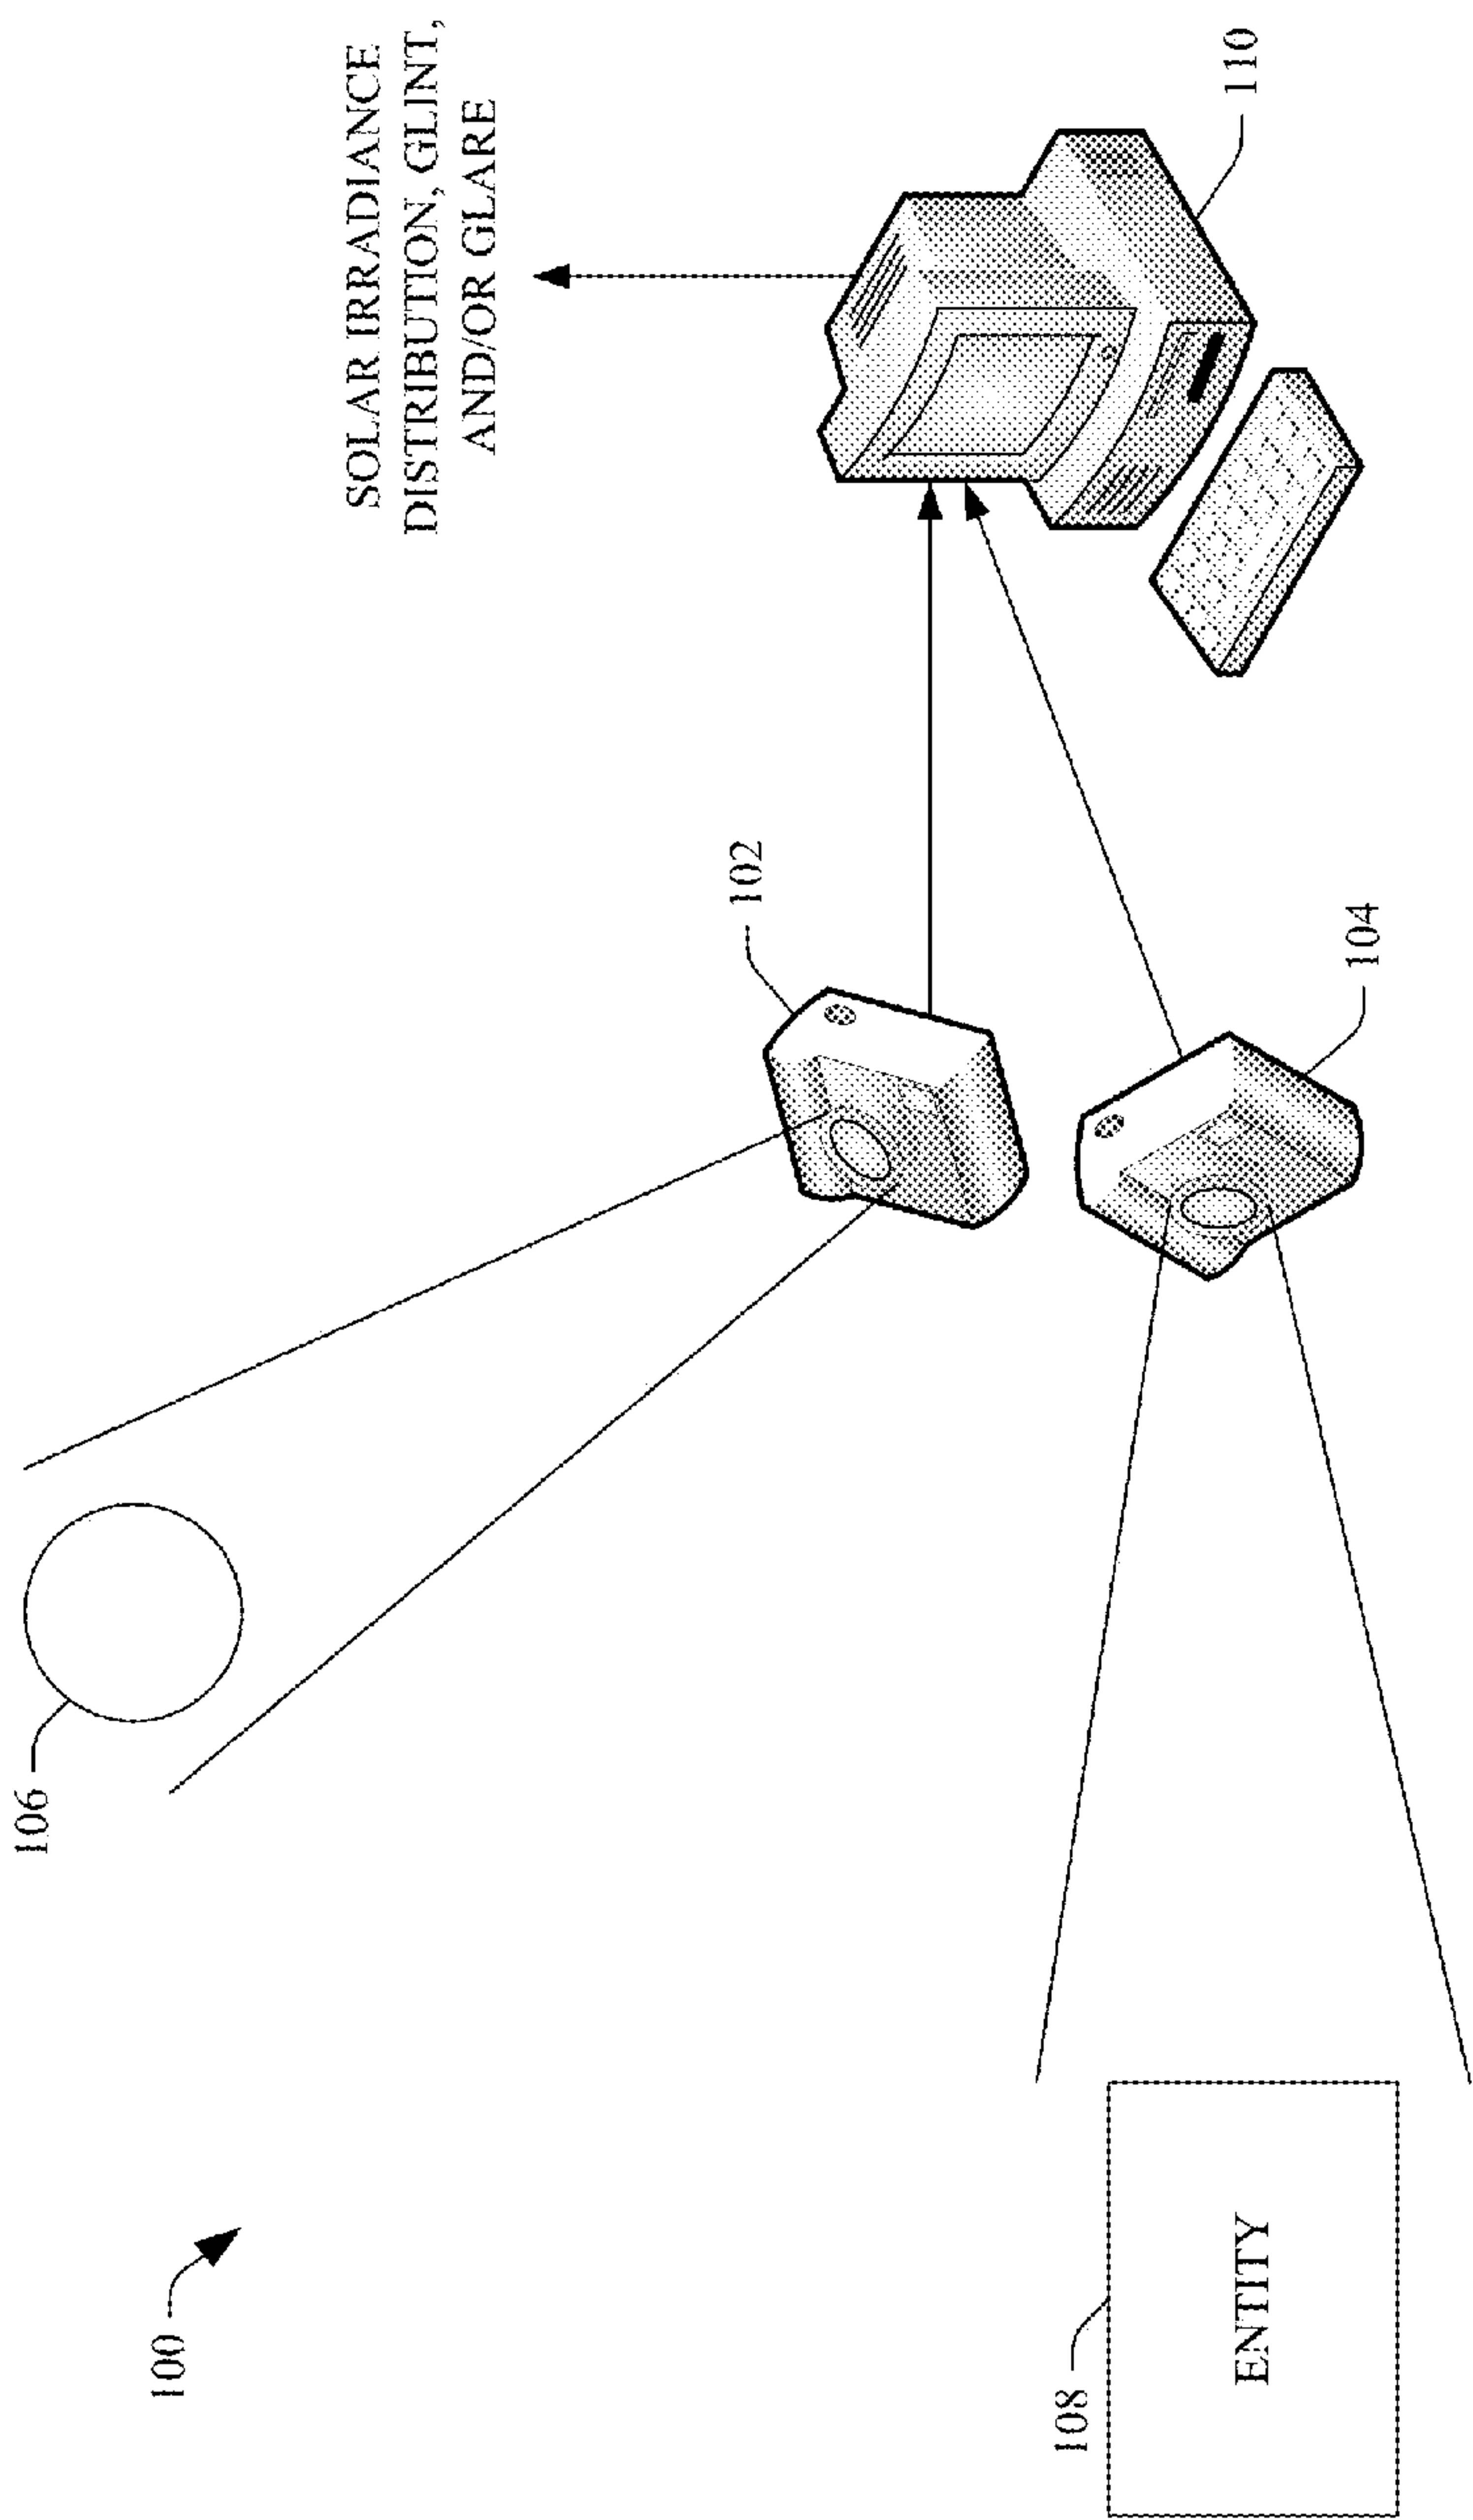 100
106
102
SOLAR IRRADIANCE
DISTRIBUTION, GLINT,
AND/OR GLARE
108
ENTITY
104
110